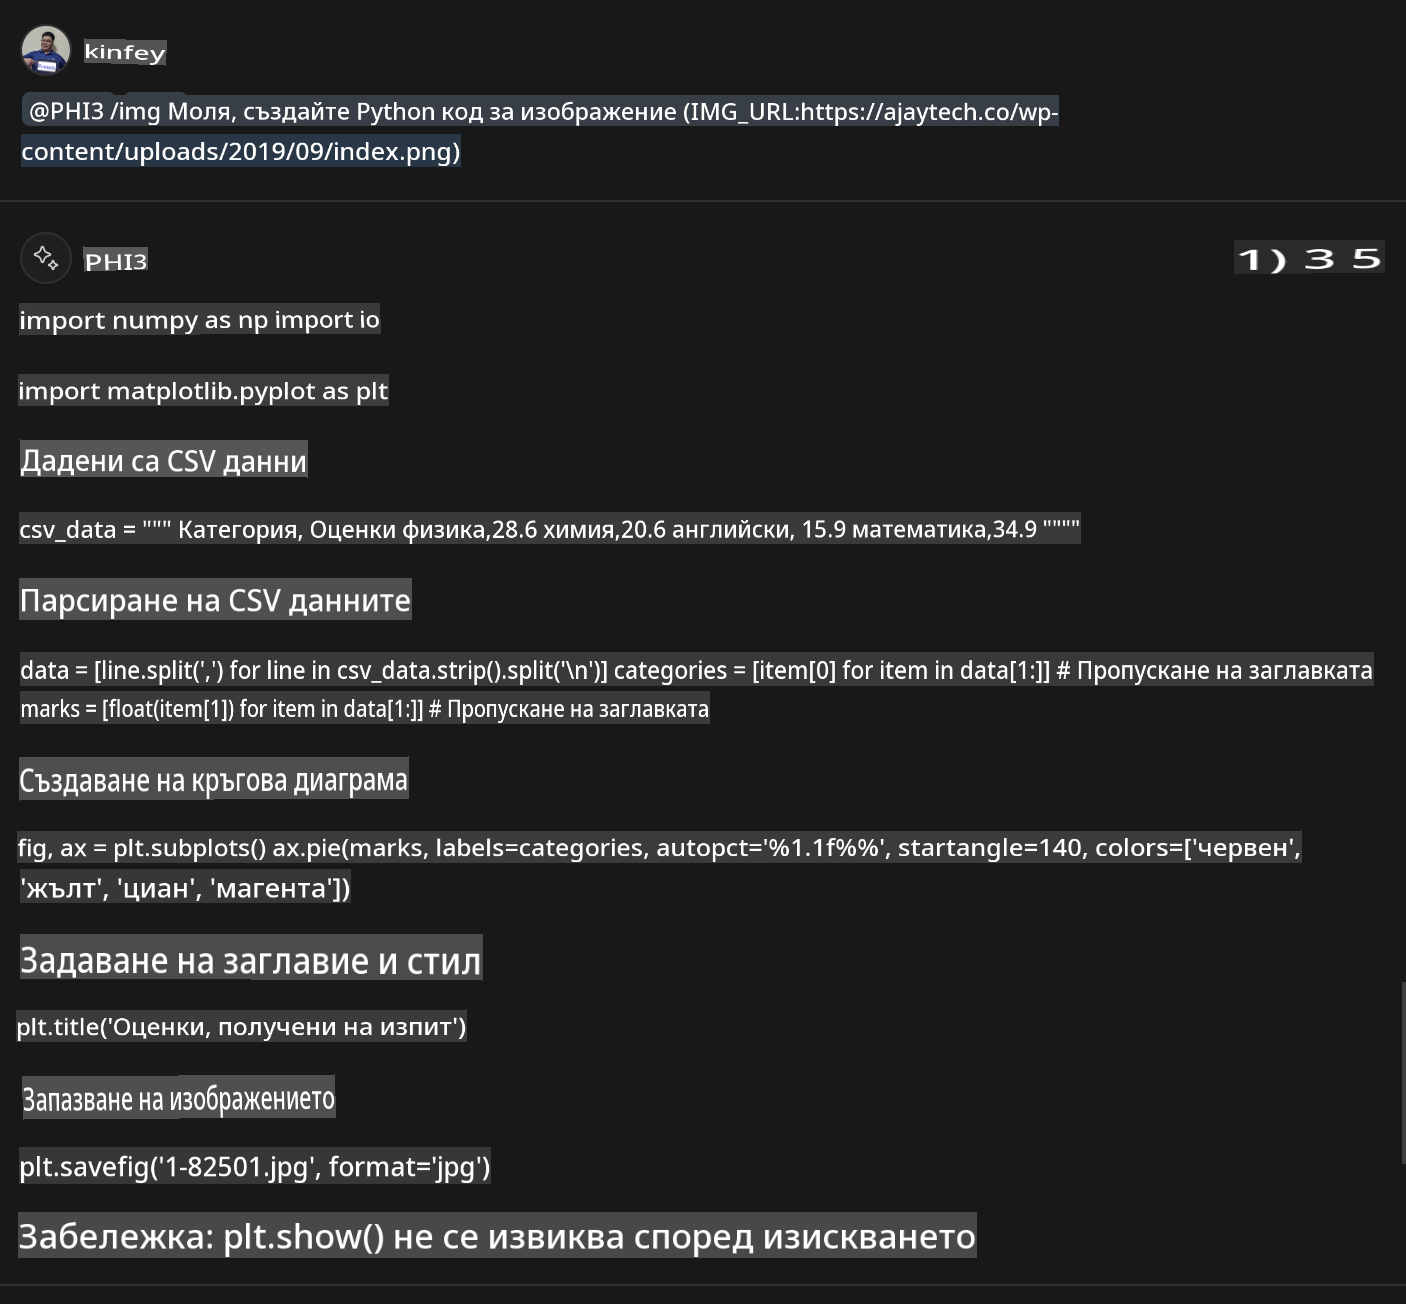 kinfey
@PHI3 /img Моля, създайте Python код за изображение (IMG_URL:https://ajaytech.co/wp-
content/uploads/2019/09/index.png)
PHI3
1) 3 5
import numpy as np import io
import matplotlib.pyplot as plt
Дадени са CSV данни
csv_data = """ Категория, Оценки физика,28.6 химия,20.6 английски, 15.9 математика,34.9 """"
Парсиране на CSV данните
data = [line.split(',') for line in csv_data.strip().split('\n')] categories = [item[0] for item in data[1:]] # Пропускане на заглавката
marks = [float(item[1]) for item in data[1:]] # Пропускане на заглавката
Създаване на кръгова диаграма
fig, ax = plt.subplots() ax.pie(marks, labels=categories, autopct='%1.1f%%', startangle=140, colors=['червен',
'жълт', 'циан', 'магента'])
Задаване на заглавие и стил
plt.title('Оценки, получени на изпит')
Запазване на изображението
plt.savefig('1-82501.jpg', format='jpg')
Забележка: plt.show() не се извиква според изискването